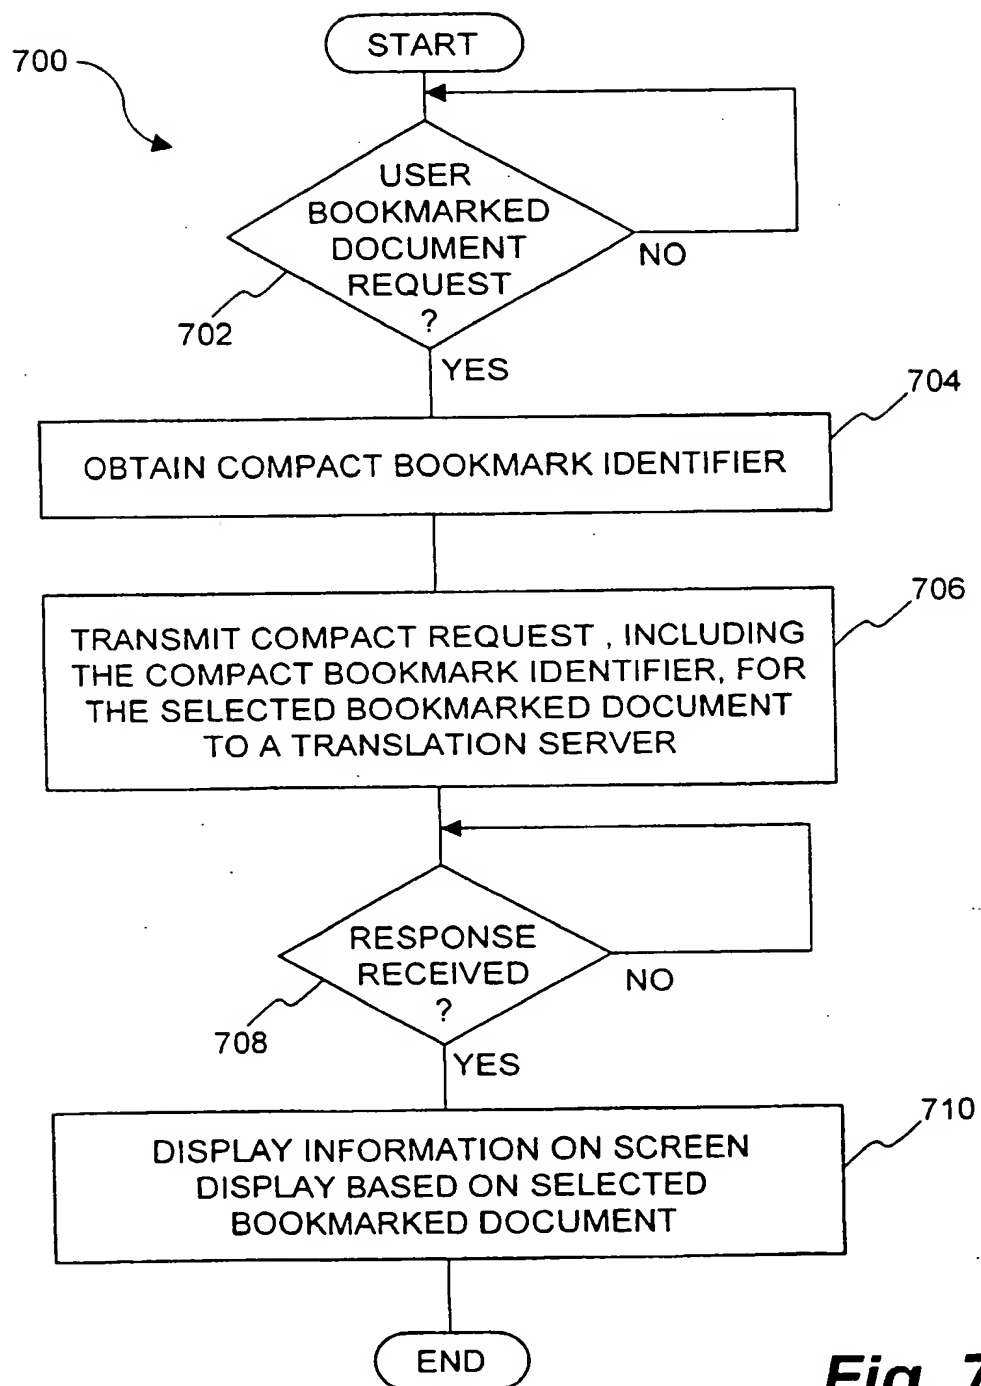 START
700
USER
BOOKMARKED
DOCUMENT
REQUEST
?
NO
702
YES
704
OBTAIN COMPACT BOOKMARK IDENTIFIER
706
TRANSMIT COMPACT REQUEST , INCLUDING
THE COMPACT BOOKMARK IDENTIFIER, FOR
THE SELECTED BOOKMARKED DOCUMENT
TO A TRANSLATION SERVER
RESPONSE
RECEIVED
?
NO
708
YES
710
DISPLAY INFORMATION ON SCREEN
DISPLAY BASED ON SELECTED
BOOKMARKED DOCUMENT
END
Fig. 7